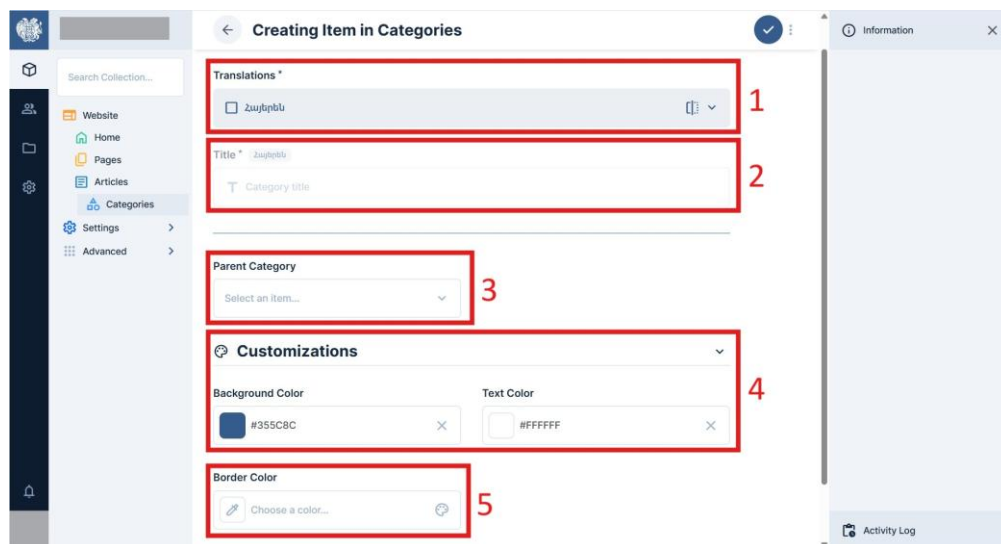 Creating Item in Categories
Information
Search Collection...
Website
Home
Pages
Articles
Categories
Settings
Advanced
Translations *
Հայերեն
1
Title * Հայերեն
Category title
2
Parent Category
Select an item...
3
Customizations
Background Color
Text Color
#355C8C
#FFFFFF
4
Border Color
Choose a color...
5
Activity Log